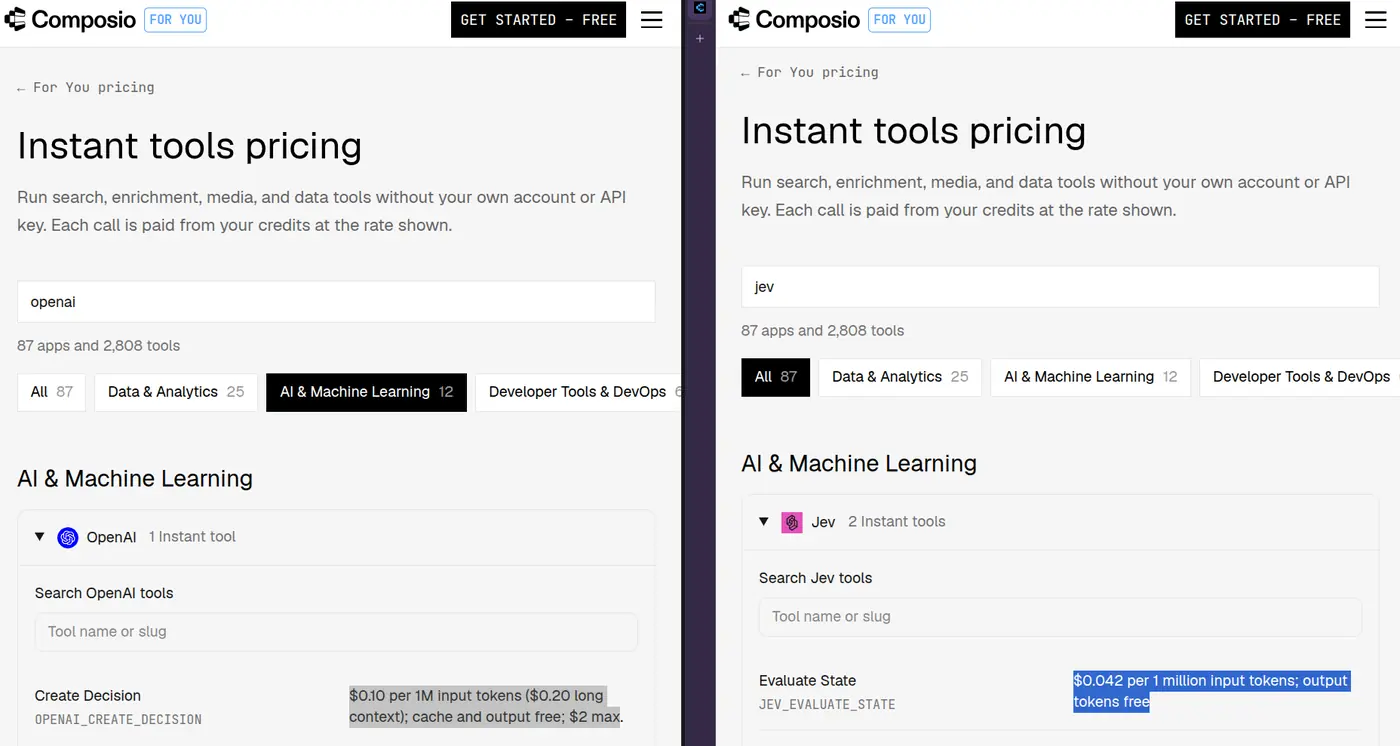 Composio FOR YOU GET STARTED – FREE
← For You pricing
Instant tools pricing
Run search, enrichment, media, and data tools without your own account or API
key. Each call is paid from your credits at the rate shown.
openai
87 apps and 2,808 tools
All 87 Data & Analytics 25 AI & Machine Learning 12 Developer Tools & DevOps
AI & Machine Learning
▼ OpenAI 1 Instant tool
Search OpenAI tools
Tool name or slug
Create Decision
OPENAI_CREATE_DECISION
$0.10 per 1M input tokens ($0.20 long
context); cache and output free; $2 max.
+
Composio FOR YOU GET STARTED – FREE
← For You pricing
Instant tools pricing
Run search, enrichment, media, and data tools without your own account or API
key. Each call is paid from your credits at the rate shown.
jev
87 apps and 2,808 tools
All 87 Data & Analytics 25 AI & Machine Learning 12 Developer Tools & DevOps
AI & Machine Learning
▼ Jev 2 Instant tools
Search Jev tools
Tool name or slug
Evaluate State
JEV_EVALUATE_STATE
$0.042 per 1 million input tokens; output
tokens free